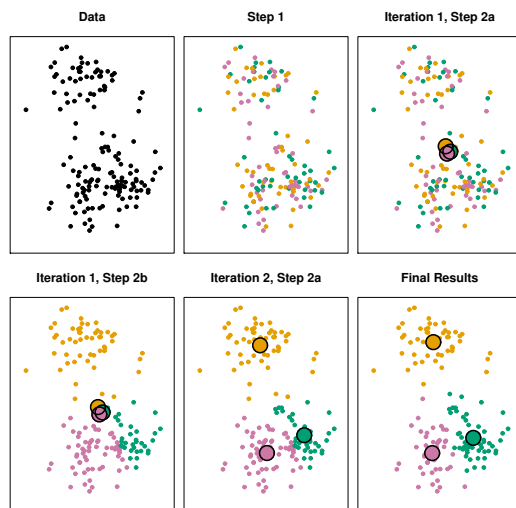 Data
Step 1
Iteration 1, Step 2a
Iteration 1, Step 2b
Iteration 2, Step 2a
Final Results